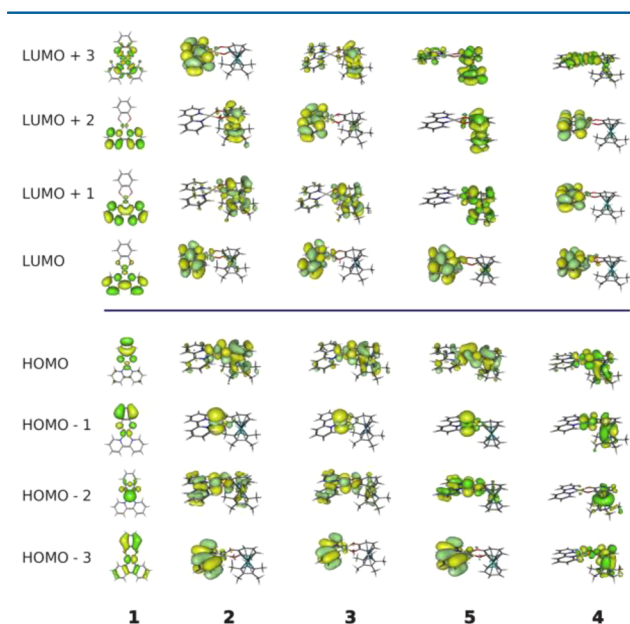 LUMO + 3
LUMO + 2
LUMO + 1
LUMO
HOMO
HOMO - 1
HOMO - 2
HOMO - 3
1 2 3 5 4